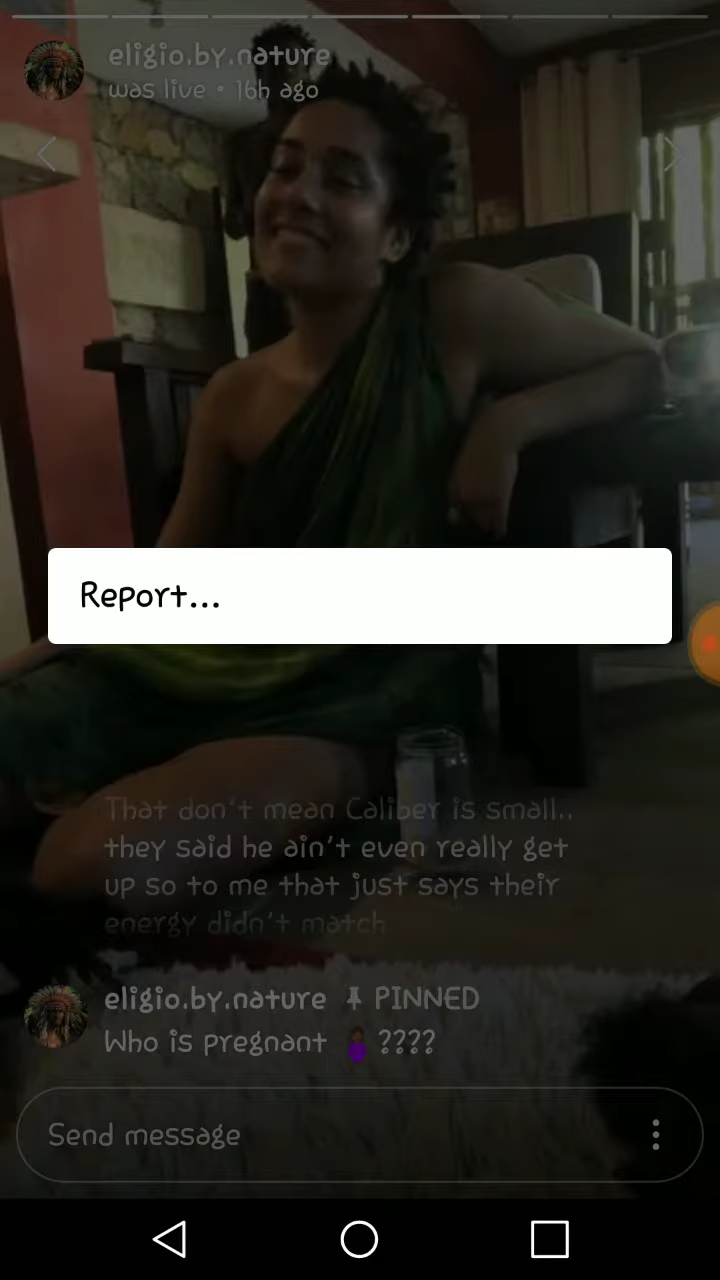 eligio.by.nature
was live • 16h ago
Report...
That don't mean Caliber is small..
they said he ain't even really get
up so to me that just says their
energy didn't match
eligio.by.nature PINNED
Who is pregnant 🤰🏾????
Send message